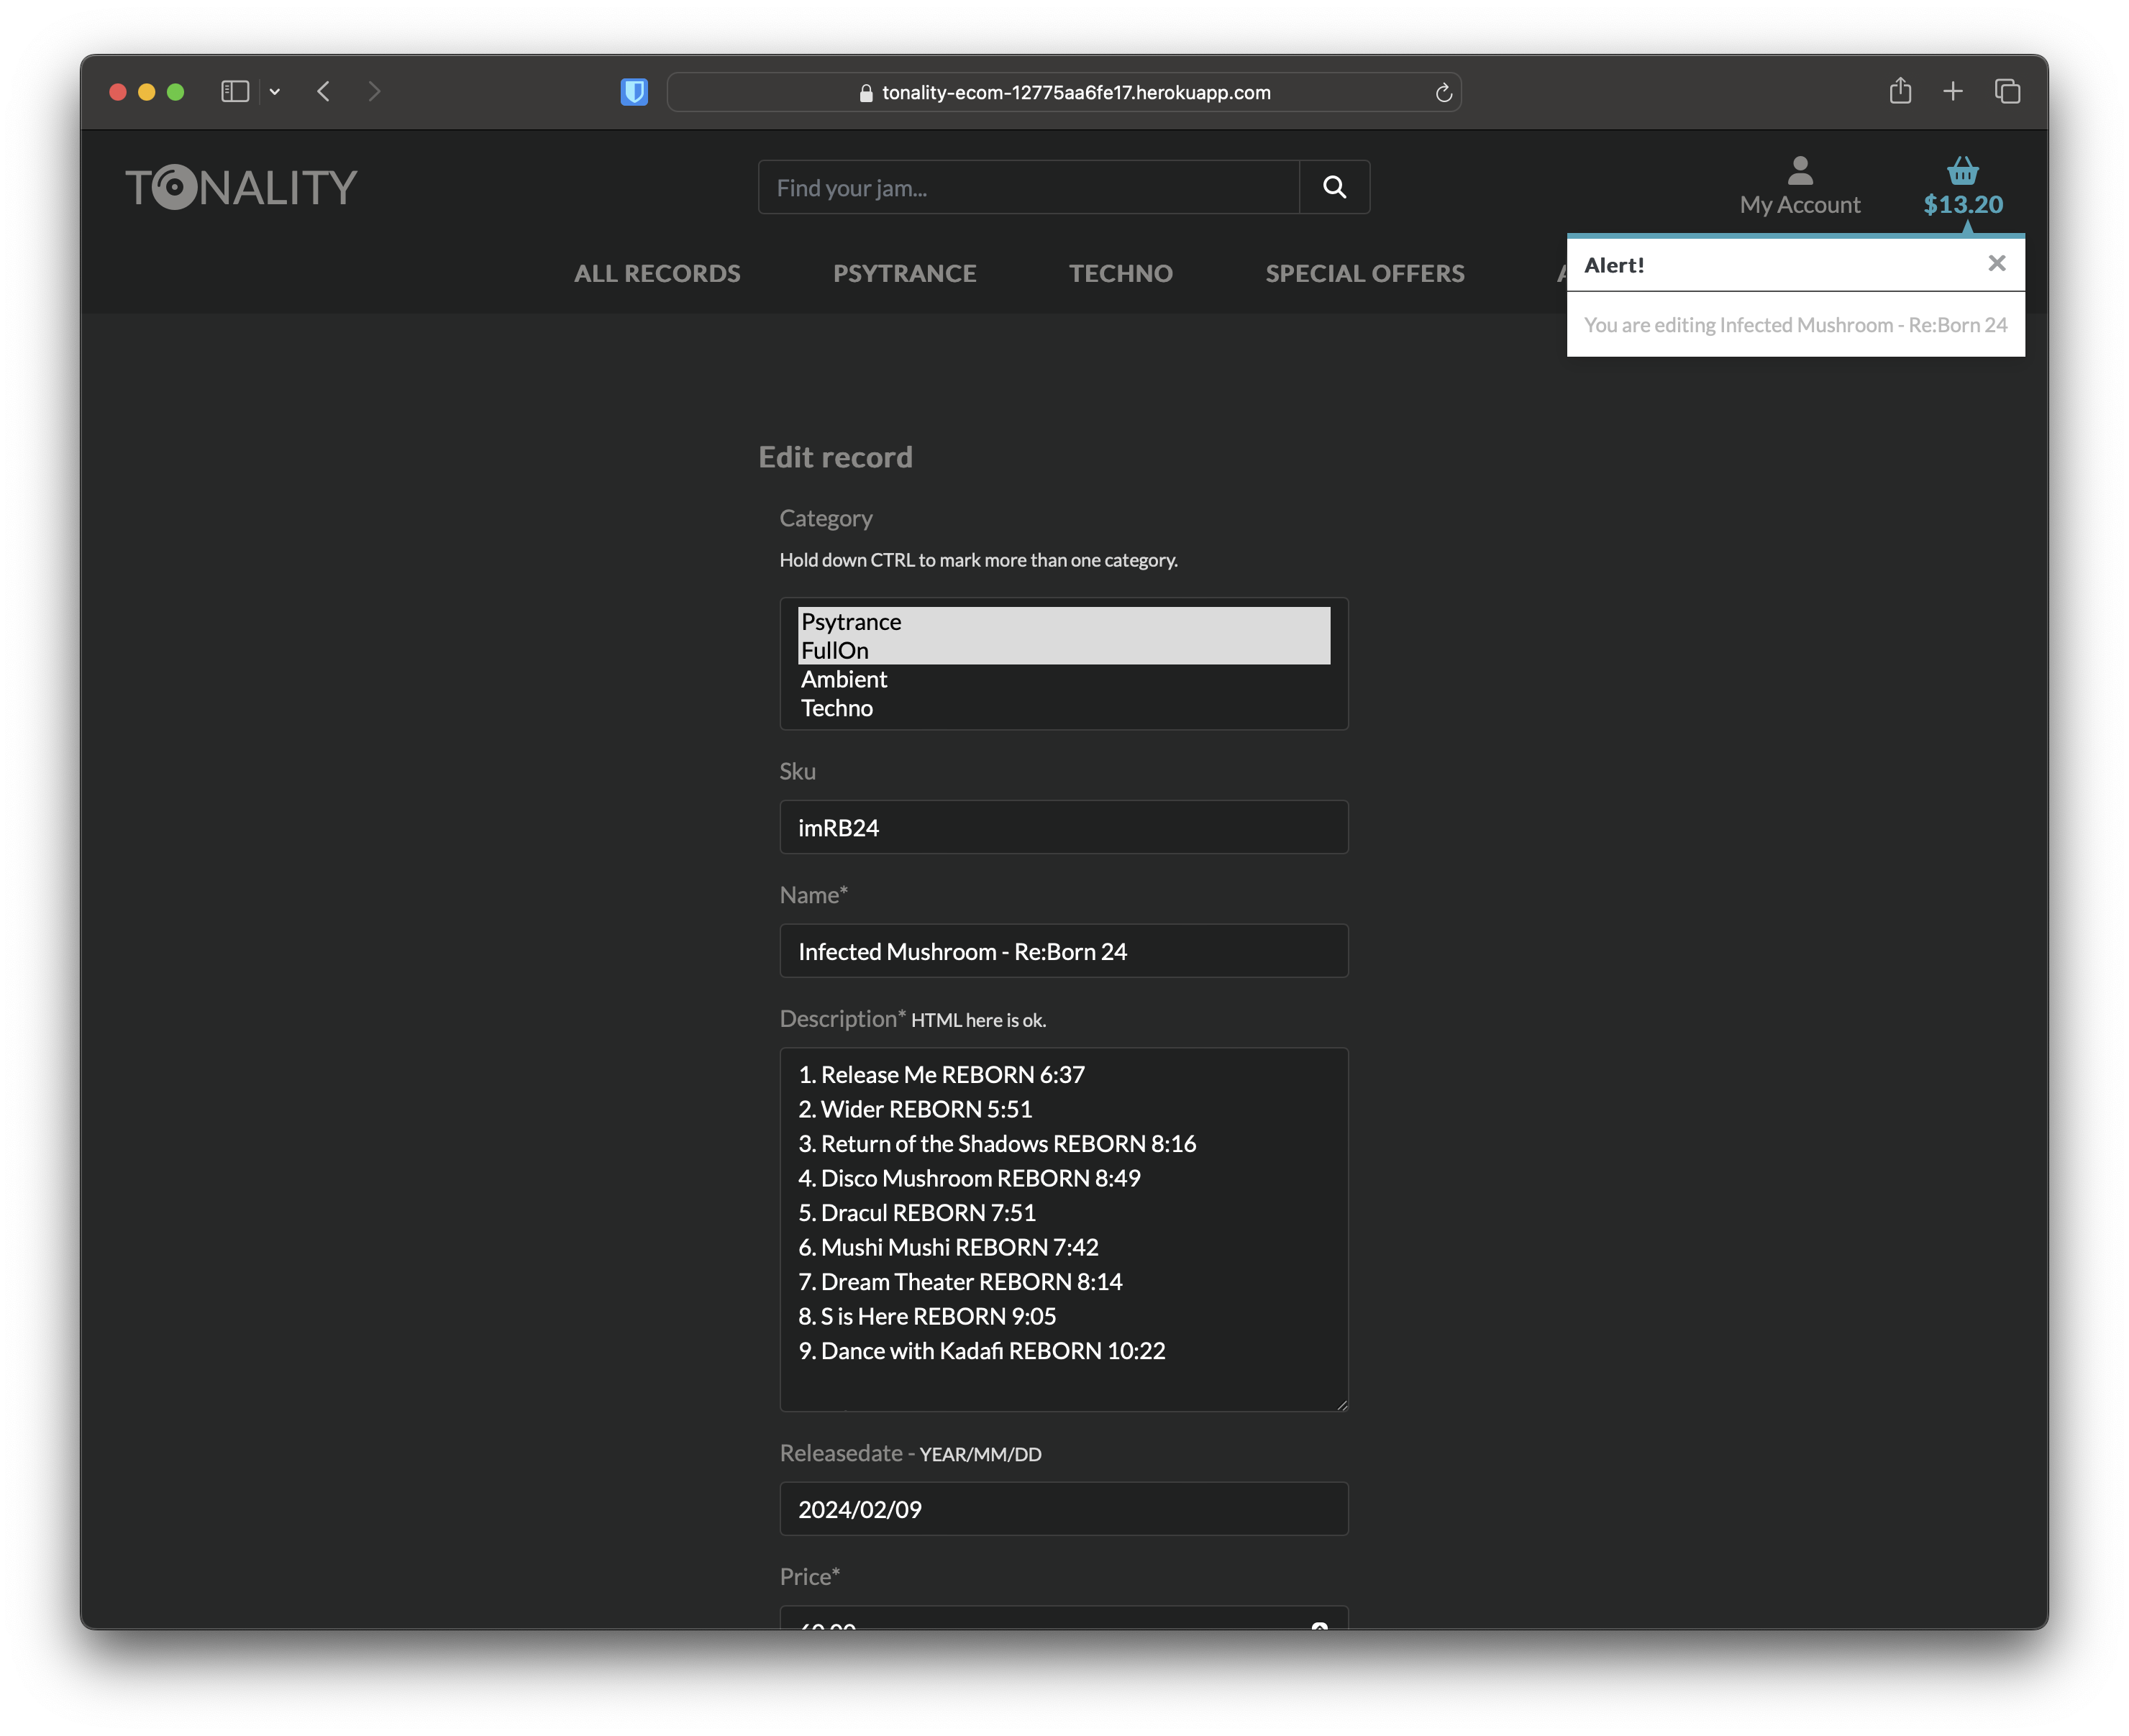 tonality-ecom-12775aa6fe17.herokuapp.com
TONALITY
Find your jam...
My Account
$13.20
ALL RECORDS
PSYTRANCE
TECHNO
SPECIAL OFFERS
Alert!
You are editing Infected Mushroom - Re:Born 24
Edit record
Category
Hold down CTRL to mark more than one category.
Psytrance
FullOn
Ambient
Techno
Sku
imRB24
Name*
Infected Mushroom - Re:Born 24
Description* HTML here is ok.
1. Release Me REBORN 6:37
2. Wider REBORN 5:51
3. Return of the Shadows REBORN 8:16
4. Disco Mushroom REBORN 8:49
5. Dracul REBORN 7:51
6. Mushi Mushi REBORN 7:42
7. Dream Theater REBORN 8:14
8. S is Here REBORN 9:05
9. Dance with Kadafi REBORN 10:22
Releasedate - YEAR/MM/DD
2024/02/09
Price*